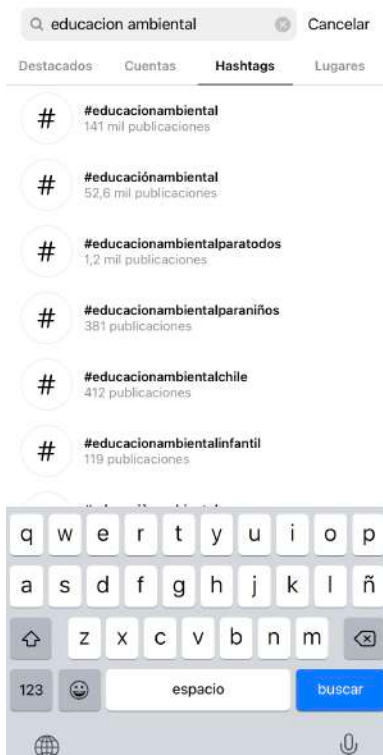 educacion ambiental Cancelar
Destacados Cuentas Hashtags Lugares
# #educacionambiental
141 mil publicaciones
# #educaciónambiental
52,6 mil publicaciones
# #educacionambientalparatodos
1,2 mil publicaciones
# #educacionambientalparaniños
381 publicaciones
# #educacionambientalchile
412 publicaciones
# #educacionambientalinfantil
119 publicaciones
q w e r t y u i o p
a s d f g h j k l ñ
z x c v b n m
123 espacio buscar